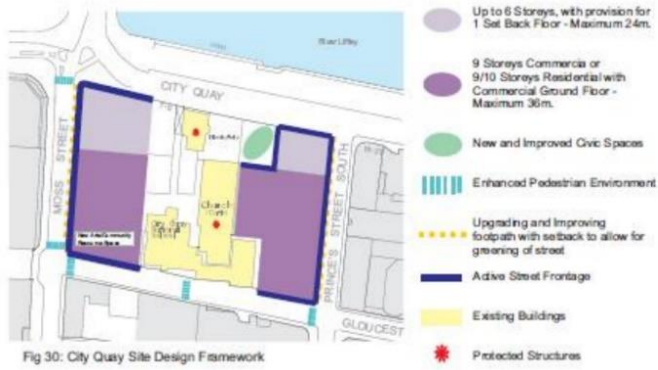 Up to 6 Storeys, with provision for
1 Set Back Floor - Maximum 24m.
9 Storeys Commercia or
9/10 Storeys Residential with
Commercial Ground Floor -
Maximum 36m.
New and Improved Civic Spaces
Enhanced Pedestrian Environment
Upgrading and Improving
footpath with setback to allow for
greening of street
Active Street Frontage
Existing Buildings
Protected Structures
River Liffey
CITY QUAY
MOSS STREET
PRINCE'S STREET SOUTH
Church
GLOUCEST
Fig 30: City Quay Site Design Framework